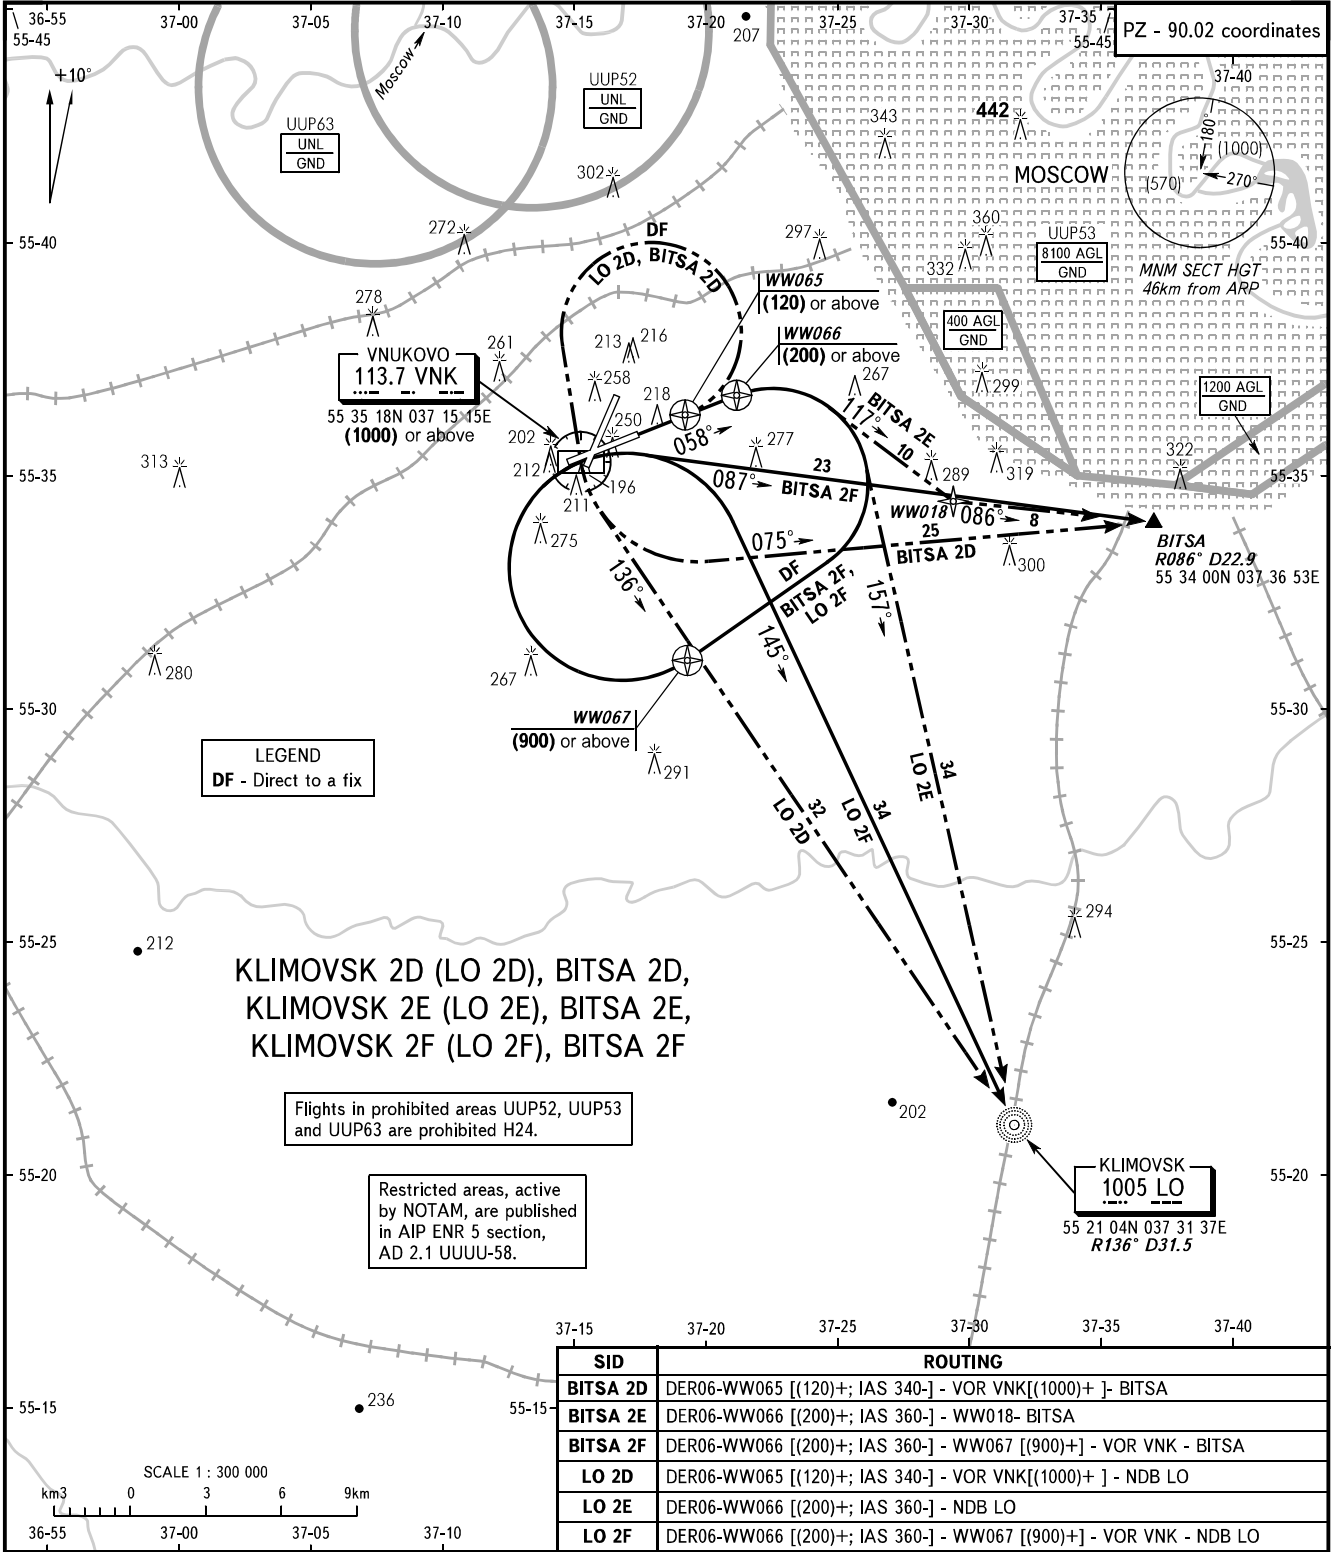 36-55
37-00
37-05
37-10
37-15
37-20
37-25
37-30
37-35
PZ - 90.02 coordinates
55-45
55-45
207
37-40
+10°
Moscow
UUP52
UNL
GND
UUP63
UNL
GND
343
442
180°
(1000)
(570)
270°
MOSCOW
302
272
297
360
332
UUP53
8100 AGL
GND
MNM SECT HGT
46km from ARP
55-40
55-40
DF
LO 2D, BITSA 2D
WW065
(120) or above
WW066
(200) or above
278
261
213
216
400 AGL
GND
VNUKOVO
113.7 VNK
55 35 18N 037 15 15E
(1000) or above
258
218
267
299
1200 AGL
GND
202
250
058°
117°
BITSA 2E
10
277
289
319
322
313
212
196
211
087°
23
BITSA 2F
55-35
55-35
WW018
086°
8
275
075°
25
BITSA 2D
300
BITSA
R086° D22.9
55 34 00N 037 36 53E
136°
DF
BITSA 2F,
LO 2F
157°
145°
280
267
55-30
55-30
WW067
(900) or above
291
LEGEND
DF - Direct to a fix
32
LO 2D
34
LO 2F
34
LO 2E
294
212
55-25
55-25
KLIMOVSK 2D (LO 2D), BITSA 2D,
KLIMOVSK 2E (LO 2E), BITSA 2E,
KLIMOVSK 2F (LO 2F), BITSA 2F
Flights in prohibited areas UUP52, UUP53
and UUP63 are prohibited H24.
202
55-20
55-20
KLIMOVSK
1005 LO
55 21 04N 037 31 37E
R136° D31.5
Restricted areas, active
by NOTAM, are published
in AIP ENR 5 section,
AD 2.1 UUUU-58.
37-15
37-20
37-25
37-30
37-35
37-40
SID ROUTING
BITSA 2D DER06-WW065 [(120)+; IAS 340-] - VOR VNK[(1000)+ ]- BITSA
BITSA 2E DER06-WW066 [(200)+; IAS 360-] - WW018- BITSA
BITSA 2F DER06-WW066 [(200)+; IAS 360-] - WW067 [(900)+] - VOR VNK - BITSA
LO 2D DER06-WW065 [(120)+; IAS 340-] - VOR VNK[(1000)+ ] - NDB LO
LO 2E DER06-WW066 [(200)+; IAS 360-] - NDB LO
LO 2F DER06-WW066 [(200)+; IAS 360-] - WW067 [(900)+] - VOR VNK - NDB LO
55-15
236
55-15
SCALE 1 : 300 000
km3 0 3 6 9km
36-55
37-00
37-05
37-10